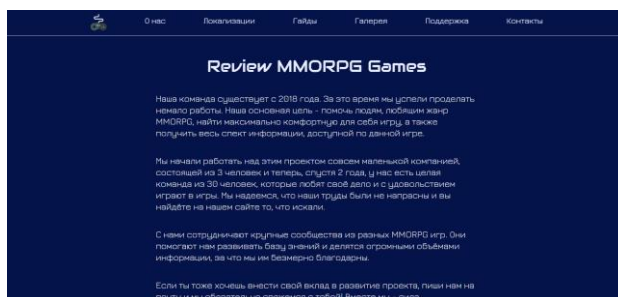 О нас Локализации Гайды Галерея Поддержка Контакты
Review MMORPG Games
Наша команда существует с 2018 года. За это время мы успели проделать
немало работы. Наша основная цель - помочь людям, любящим жанр
MMORPG, найти максимально комфортную для себя игру, а также
получить весь спект информации, доступной по данной игре.
Мы начали работать над этим проектом совсем маленькой компанией,
состоящей из 3 человек и теперь, спустя 2 года, у нас есть целая
команда из 30 человек, которые любят своё дело и с удовольствием
играют в игры. Мы надеемся, что наши труды были не напрасны и вы
найдёте на нашем сайте то, что искали.
С нами сотрудничают крупные сообщества из разных MMORPG игр. Они
помогают нам развивать базу знаний и делятся огромными объёмами
информации, за что мы им безмерно благодарны.
Если ты тоже хочешь внести свой вклад в развитие проекта, пиши нам на